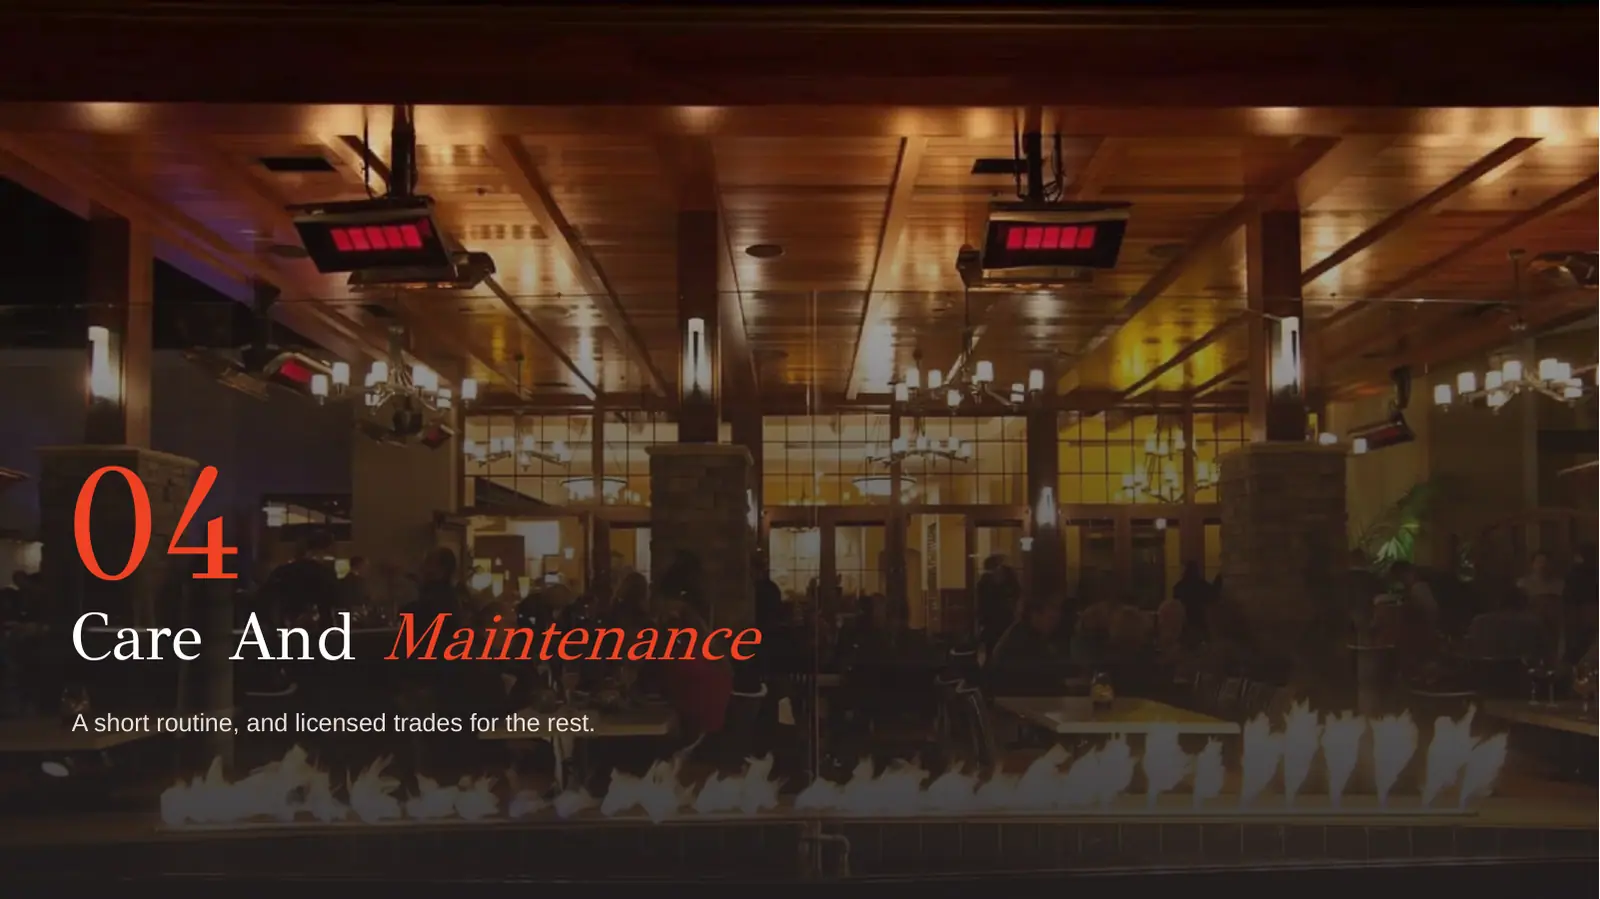 04
Care And Maintenance
A short routine, and licensed trades for the rest.